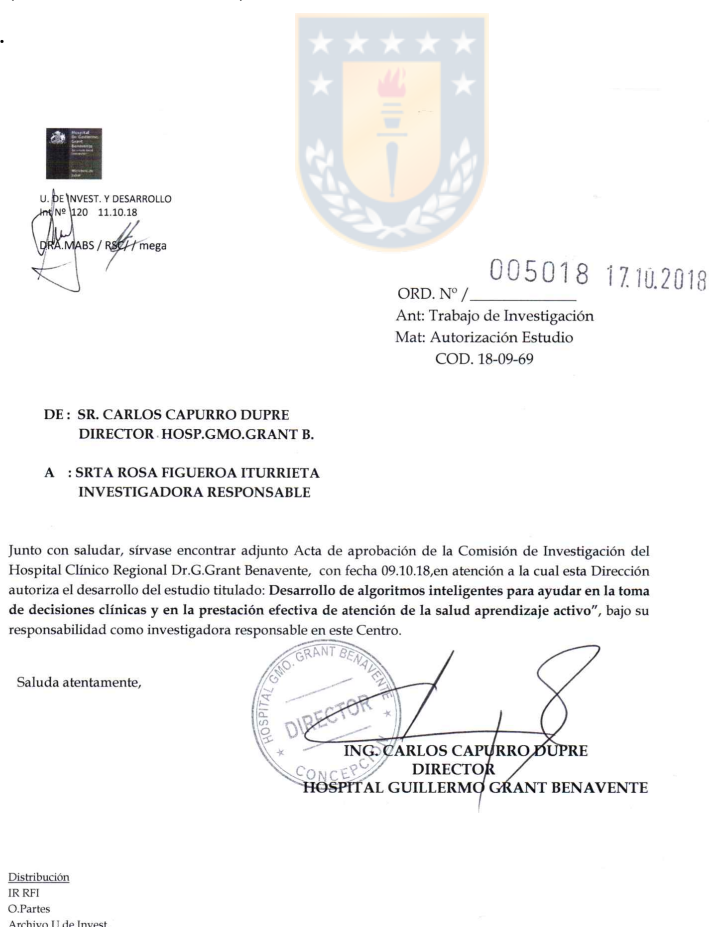 Hospital
U. DE INVEST. Y DESARROLLO
Int Nº 120 11.10.18
DRA.MABS / RSC// mega
005018 17.10.2018
ORD. Nº /____________
Ant: Trabajo de Investigación
Mat: Autorización Estudio
COD. 18-09-69
DE : SR. CARLOS CAPURRO DUPRE
DIRECTOR HOSP.GMO.GRANT B.
A : SRTA ROSA FIGUEROA ITURRIETA
INVESTIGADORA RESPONSABLE
Junto con saludar, sírvase encontrar adjunto Acta de aprobación de la Comisión de Investigación del
Hospital Clínico Regional Dr.G.Grant Benavente, con fecha 09.10.18,en atención a la cual esta Dirección
autoriza el desarrollo del estudio titulado: Desarrollo de algoritmos inteligentes para ayudar en la toma
de decisiones clínicas y en la prestación efectiva de atención de la salud aprendizaje activo", bajo su
responsabilidad como investigadora responsable en este Centro.
Saluda atentamente,
HOSPITAL GMO. GRANT BENAVENTE
DIRECTOR
CONCEPCION
ING. CARLOS CAPURRO DUPRE
DIRECTOR
HOSPITAL GUILLERMO GRANT BENAVENTE
Distribución
IR RFI
O.Partes
Archivo U de Invest